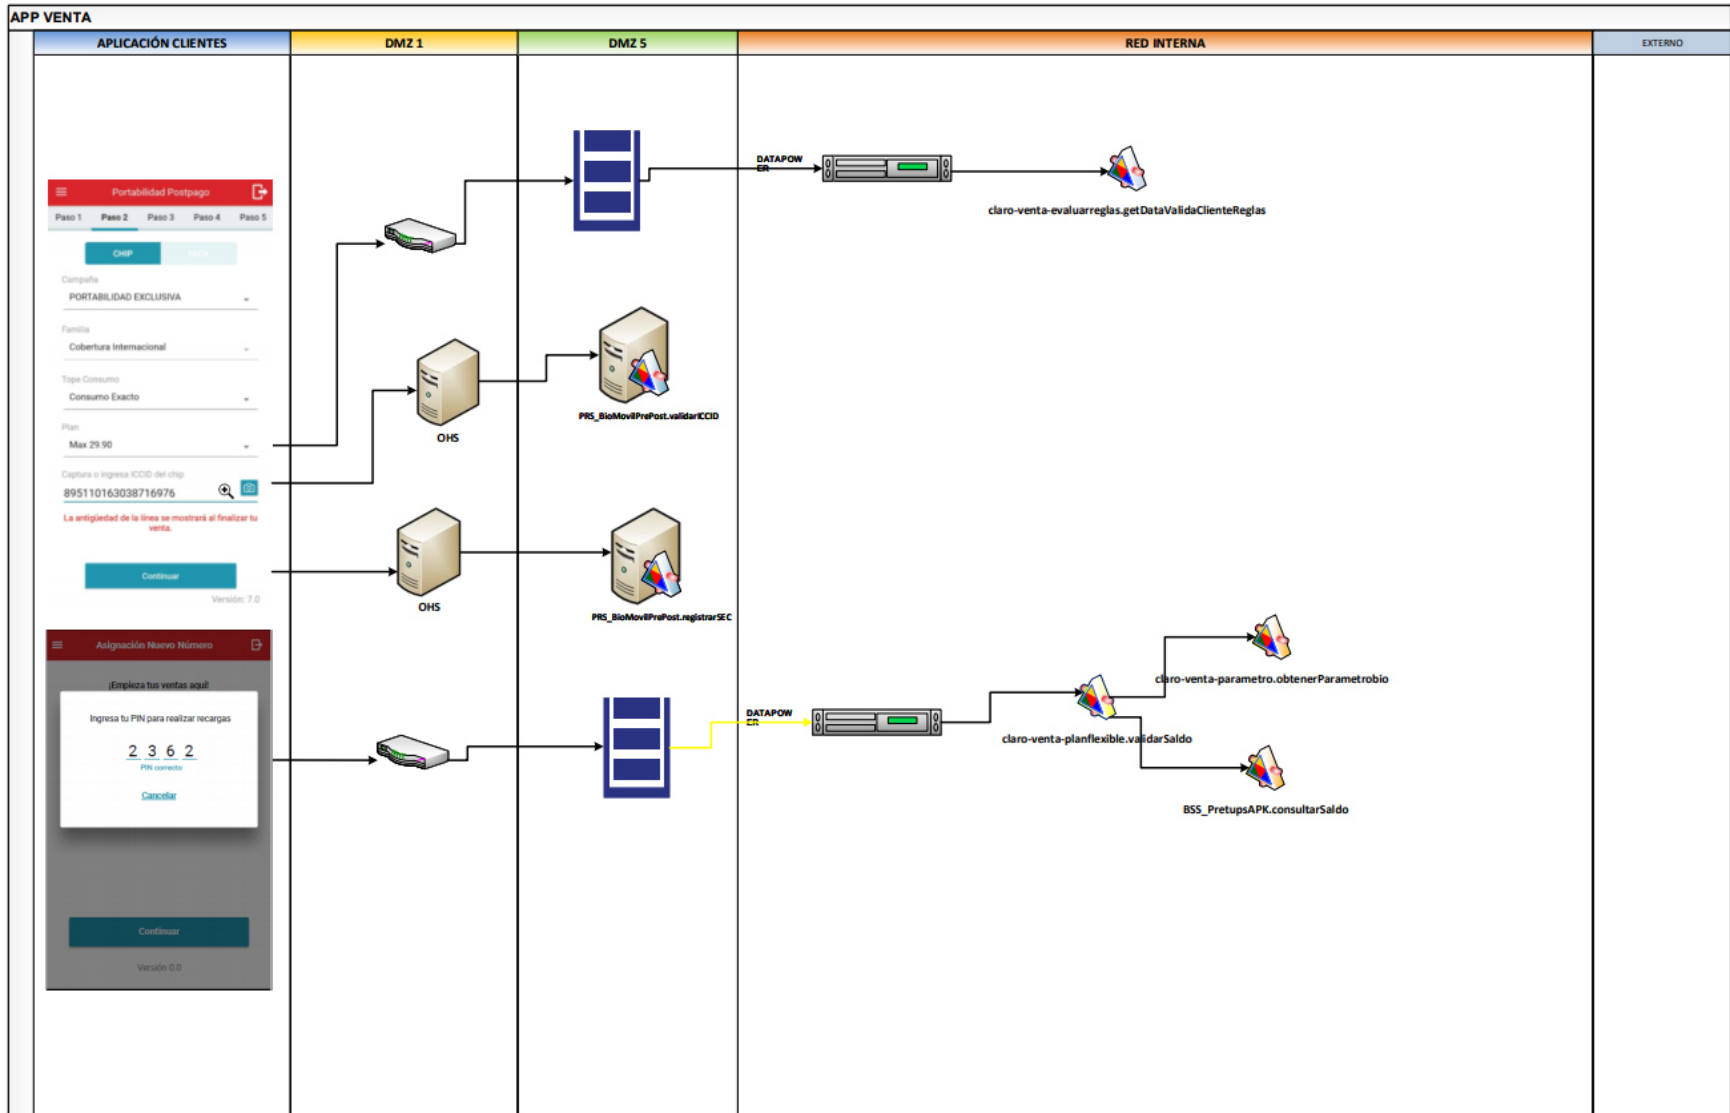 APP VENTA
APLICACIÓN CLIENTES
DMZ 1
DMZ 5
RED INTERNA
EXTERNO
Portabilidad Postpago
Paso 1 Paso 2 Paso 3 Paso 4 Paso 5
CHIP
Campaña
PORTABILIDAD EXCLUSIVA
Familia
Cobertura Internacional
Tope Consumo
Consumo Exacto
Plan
Max 29.90
Captura o ingresa ICCID del chip
895110163038716976
La antigüedad de la línea se mostrará al finalizar tu
venta.
Continuar
Versión: 7.0
DATAPOW
ER
claro-venta-evaluarreglas.getDataValidaClienteReglas
OHS
PRS_BioMovilPrePost.validarICCID
OHS
PRS_BioMovilPrePost.registrarSEC
Asignación Nuevo Número
¡Empieza tus ventas aquí!
Ingresa tu PIN para realizar recargas
2 3 6 2
PIN correcto
Cancelar
Continuar
Versión 0.0
DATAPOW
ER
claro-venta-planflexible.validarSaldo
claro-venta-parametro.obtenerParametrobio
BSS_PretupsAPK.consultarSaldo